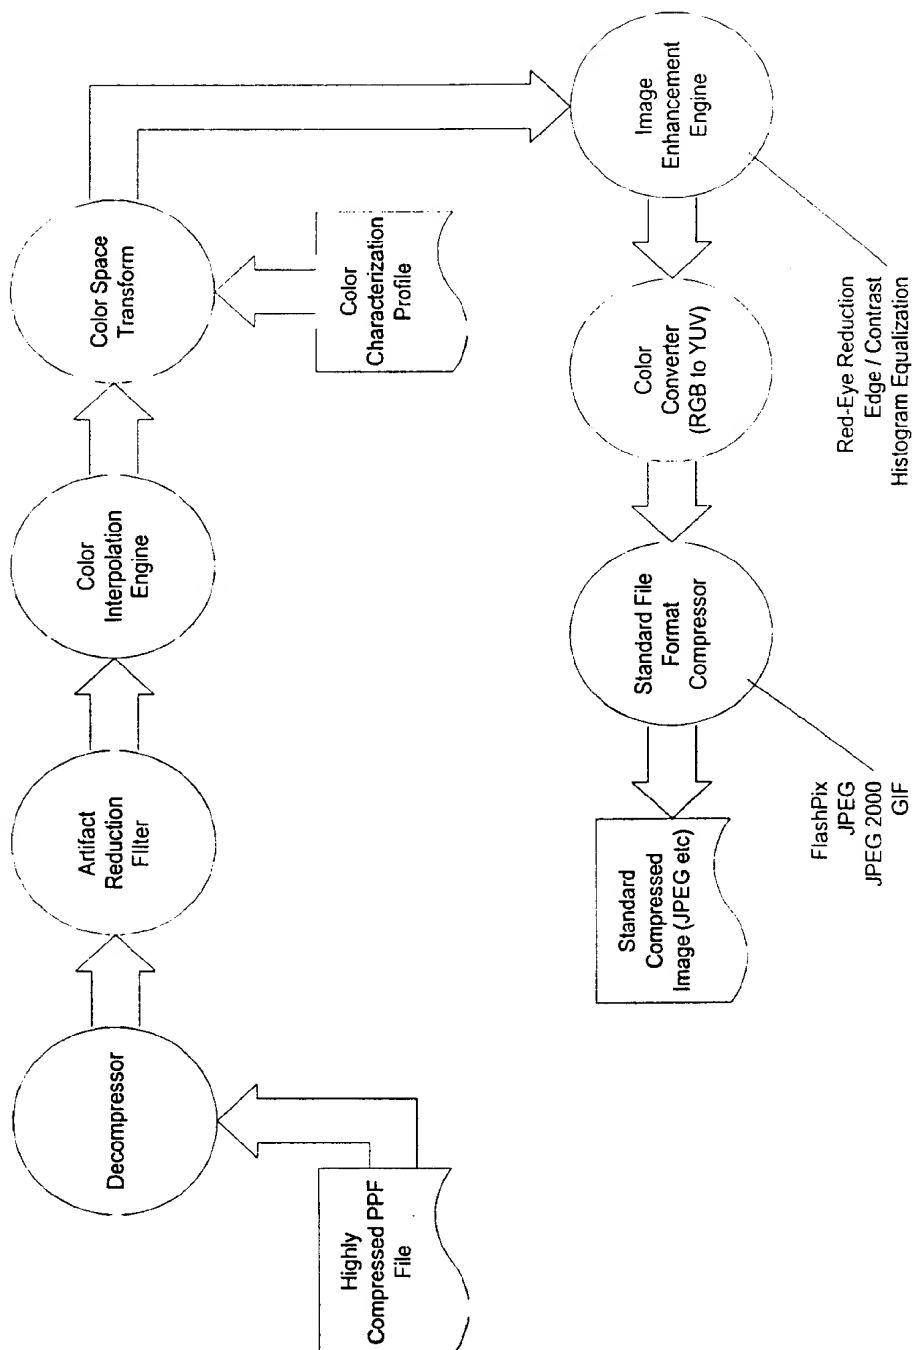 Highly
Compressed PPF
File
Decompressor
Artifact
Reduction
Filter
Color
Interpolation
Engine
Color Space
Transform
Color
Characterization
Profile
Image
Enhancement
Engine
Red-Eye Reduction
Edge / Contrast
Histogram Equalization
Color
Converter
(RGB to YUV)
Standard File
Format
Compressor
FlashPix
JPEG
JPEG 2000
GIF
Standard
Compressed
Image (JPEG etc)